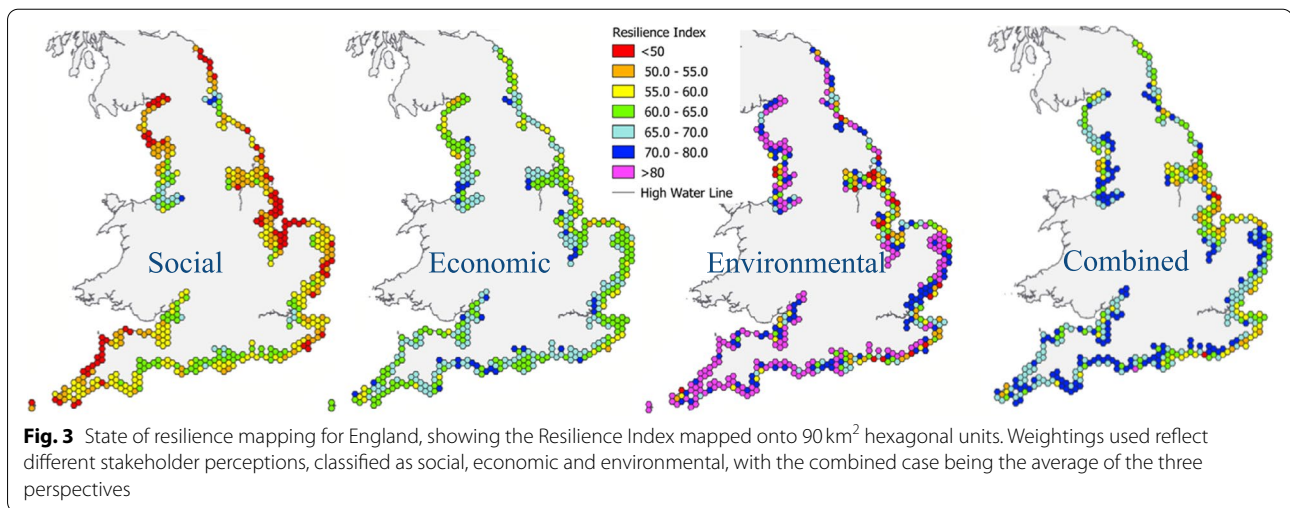 Resilience Index
<50
50.0 - 55.0
55.0 - 60.0
60.0 - 65.0
65.0 - 70.0
70.0 - 80.0
>80
High Water Line
Social
Economic
Environmental
Combined
Fig. 3 State of resilience mapping for England, showing the Resilience Index mapped onto 90 km² hexagonal units. Weightings used reflect
different stakeholder perceptions, classified as social, economic and environmental, with the combined case being the average of the three
perspectives